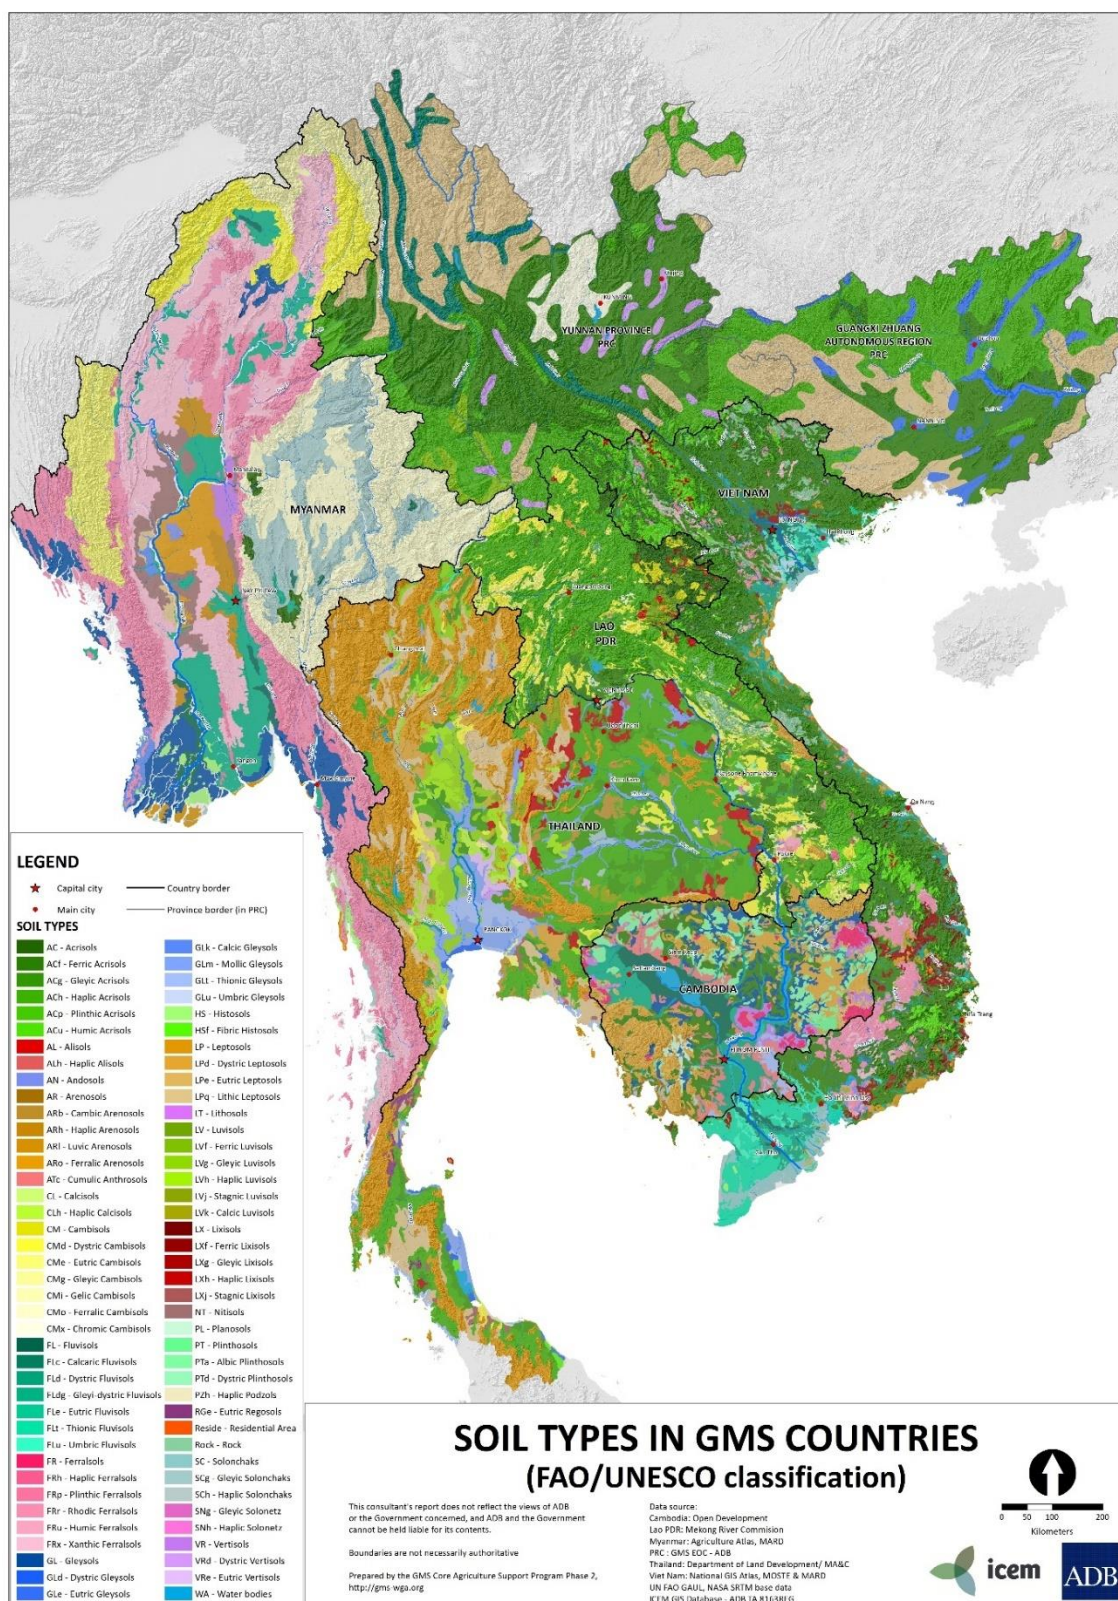 KUNMING
YUNNAN PROVINCE
PRC
GUANGXI ZHUANG
AUTONOMOUS REGION
PRC
NANNING
VIET NAM
MYANMAR
LAO
PDR
THAILAND
BANGKOK
CAMBODIA
Da Nang
LEGEND
Capital city
Country border
Main city
Province border (in PRC)
SOIL TYPES
AC - Acrisols
ACf - Ferric Acrisols
ACg - Gleyic Acrisols
ACh - Haplic Acrisols
ACp - Plinthic Acrisols
ACu - Humic Acrisols
AL - Alisols
ALh - Haplic Alisols
AN - Andosols
AR - Arenosols
ARb - Cambic Arenosols
ARh - Haplic Arenosols
ARl - Luvic Arenosols
ARo - Ferralic Arenosols
ATc - Cumulic Anthrosols
CL - Calcisols
CLh - Haplic Calcisols
CM - Cambisols
CMd - Dystric Cambisols
CMe - Eutric Cambisols
CMg - Gleyic Cambisols
CMi - Gelic Cambisols
CMo - Ferralic Cambisols
CMx - Chromic Cambisols
FL - Fluvisols
FLc - Calcaric Fluvisols
FLd - Dystric Fluvisols
FLdg - Gleyi-dystric Fluvisols
FLe - Eutric Fluvisols
FLt - Thionic Fluvisols
FLu - Umbric Fluvisols
FR - Ferralsols
FRh - Haplic Ferralsols
FRp - Plinthic Ferralsols
FRr - Rhodic Ferralsols
FRu - Humic Ferralsols
FRx - Xanthic Ferralsols
GL - Gleysols
GLd - Dystric Gleysols
GLe - Eutric Gleysols
GLk - Calcic Gleysols
GLm - Mollic Gleysols
GLt - Thionic Gleysols
GLu - Umbric Gleysols
HS - Histosols
HSf - Fibric Histosols
LP - Leptosols
LPd - Dystric Leptosols
LPe - Eutric Leptosols
LPq - Lithic Leptosols
LT - Lithosols
LV - Luvisols
LVf - Ferric Luvisols
LVg - Gleyic Luvisols
LVh - Haplic Luvisols
LVj - Stagnic Luvisols
LVk - Calcic Luvisols
LX - Lixisols
LXf - Ferric Lixisols
LXg - Gleyic Lixisols
LXh - Haplic Lixisols
LXj - Stagnic Lixisols
NT - Nitisols
PL - Planosols
PT - Plinthosols
PTa - Albic Plinthosols
PTd - Dystric Plinthosols
PZh - Haplic Podzols
RGe - Eutric Regosols
Reside - Residential Area
Rock - Rock
SC - Solonchaks
SCg - Gleyic Solonchaks
SCh - Haplic Solonchaks
SNg - Gleyic Solonetz
SNh - Haplic Solonetz
VR - Vertisols
VRd - Dystric Vertisols
VRe - Eutric Vertisols
WA - Water bodies
SOIL TYPES IN GMS COUNTRIES
(FAO/UNESCO classification)
This consultant's report does not reflect the views of ADB
or the Government concerned, and ADB and the Government
cannot be held liable for its contents.
Boundaries are not necessarily authoritative
Prepared by the GMS Core Agriculture Support Program Phase 2,
http://gms-wga.org
Data source:
Cambodia: Open Development
Lao PDR: Mekong River Commision
Myanmar: Agriculture Atlas, MARD
PRC : GMS EOC - ADB
Thailand: Department of Land Development/ MA&C
Viet Nam: National GIS Atlas, MOSTE & MARD
UN FAO GAUL, NASA SRTM base data
ICEM GIS Database - ADB TA 8163REG
0 50 100 200
Kilometers
icem
ADB